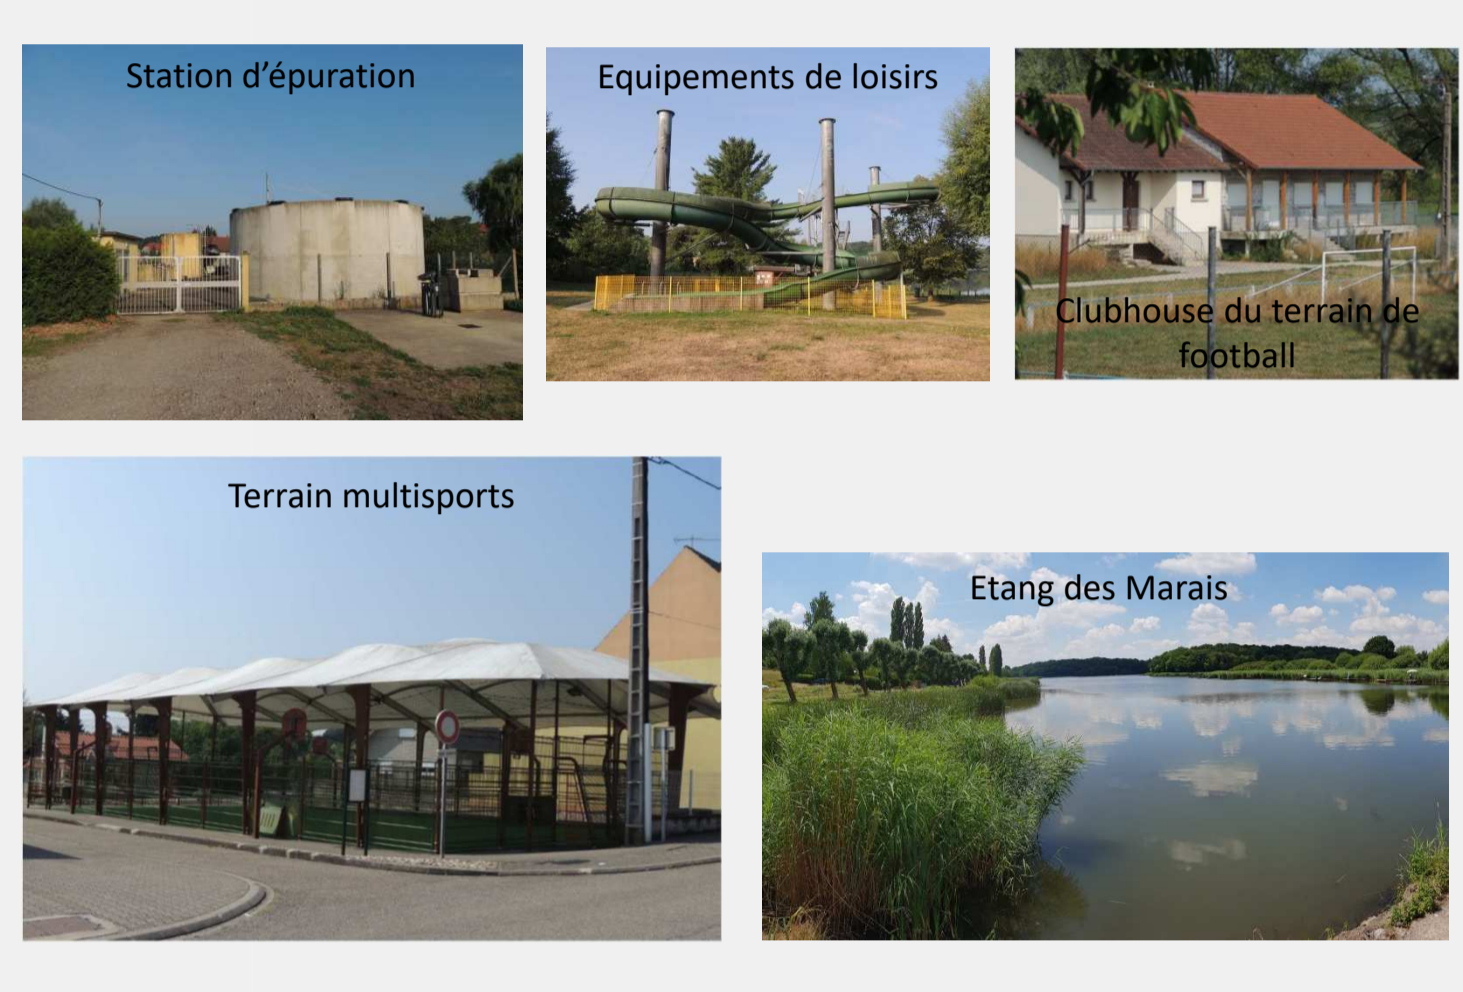 Station d’épuration
Equipements de loisirs
Clubhouse du terrain de
football
Terrain multisports
Etang des Marais